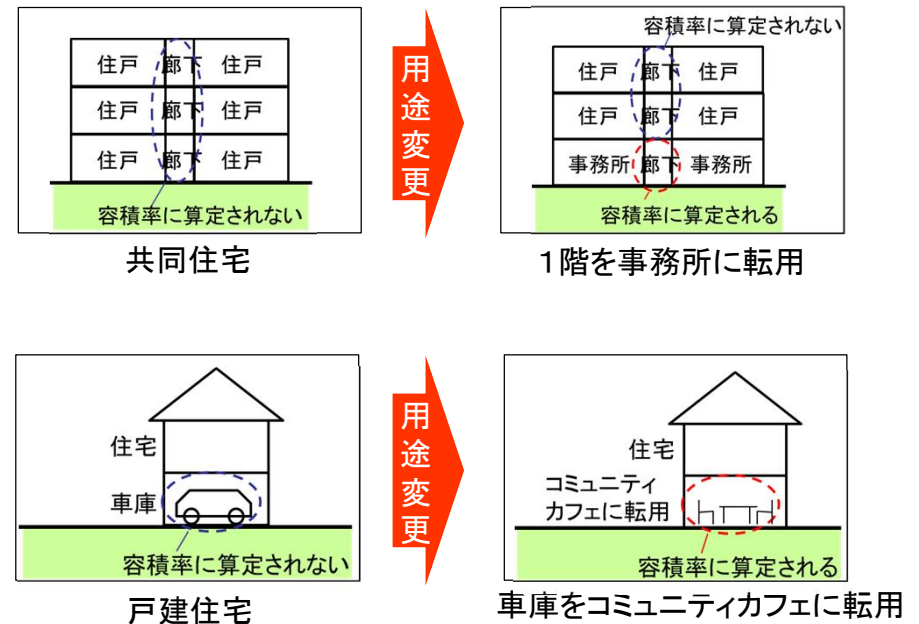 住戸 廊下 住戸
住戸 廊下 住戸
住戸 廊下 住戸
容積率に算定されない
共同住宅
用途変更
容積率に算定されない
住戸 廊下 住戸
住戸 廊下 住戸
事務所 廊下 事務所
容積率に算定される
1階を事務所に転用
住宅
車庫
容積率に算定されない
戸建住宅
用途変更
住宅
コミュニティ
カフェに転用
容積率に算定される
車庫をコミュニティカフェに転用